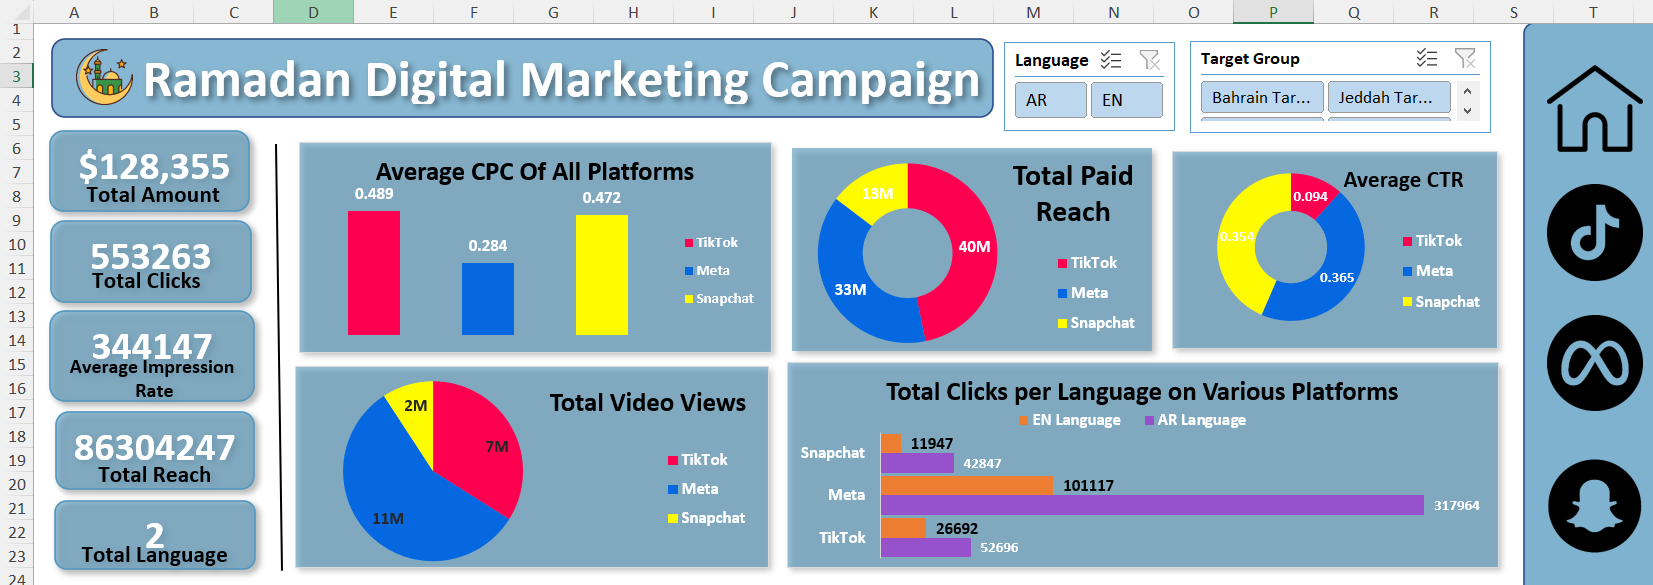 A B C D E F G H I J K L M N O P Q R S T
1
2
3
4
5
6
7
8
9
10
11
12
13
14
15
16
17
18
19
20
21
22
23
24
Ramadan Digital Marketing Campaign
Language
AR EN
Target Group
Bahrain Tar... Jeddah Tar...
$128,355
Total Amount
553263
Total Clicks
344147
Average Impression
Rate
86304247
Total Reach
2
Total Language
Average CPC Of All Platforms
0.489
0.284
0.472
TikTok
Meta
Snapchat
Total Paid
Reach
13M
40M
33M
TikTok
Meta
Snapchat
Average CTR
0.094
0.354
0.365
TikTok
Meta
Snapchat
Total Video Views
2M
7M
11M
TikTok
Meta
Snapchat
Total Clicks per Language on Various Platforms
EN Language AR Language
Snapchat
11947
42847
Meta
101117
317964
TikTok
26692
52696